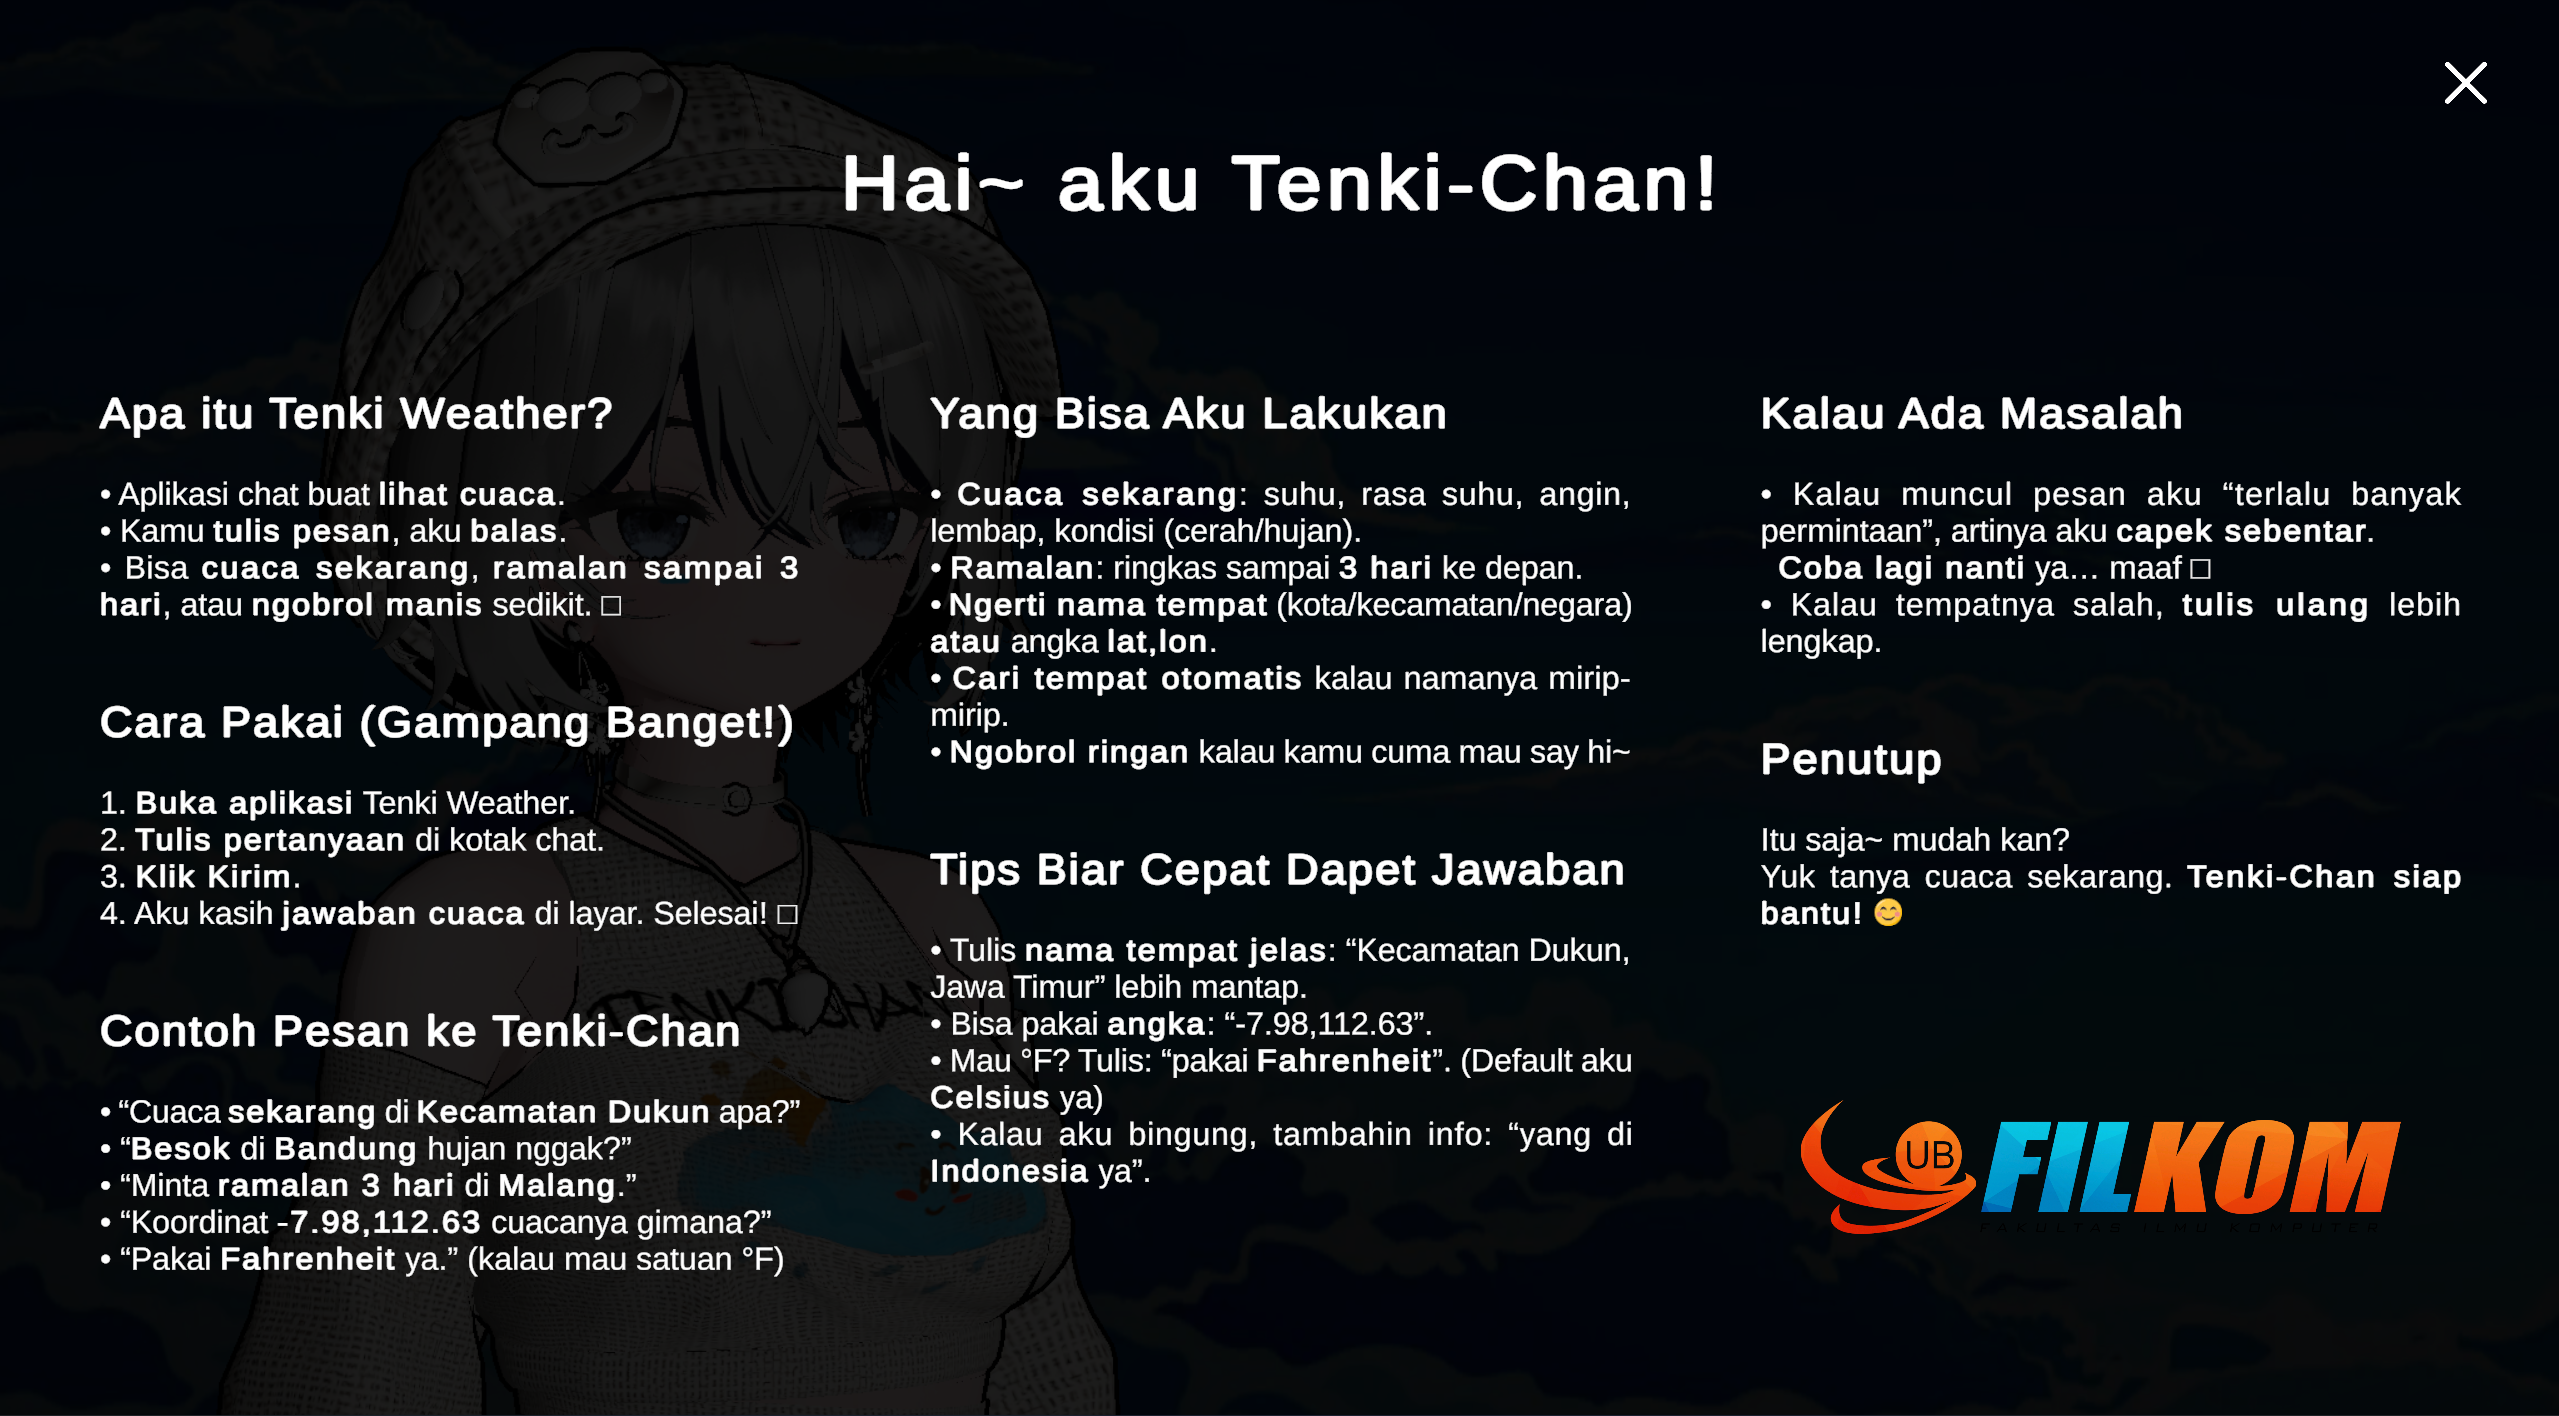 Hai~ aku Tenki-Chan!
Apa itu Tenki Weather?
• Aplikasi chat buat lihat cuaca.
• Kamu tulis pesan, aku balas.
• Bisa cuaca sekarang, ramalan sampai 3
hari, atau ngobrol manis sedikit. □
Cara Pakai (Gampang Banget!)
1. Buka aplikasi Tenki Weather.
2. Tulis pertanyaan di kotak chat.
3. Klik Kirim.
4. Aku kasih jawaban cuaca di layar. Selesai! □
Contoh Pesan ke Tenki-Chan
• “Cuaca sekarang di Kecamatan Dukun apa?”
• “Besok di Bandung hujan nggak?”
• “Minta ramalan 3 hari di Malang.”
• “Koordinat -7.98,112.63 cuacanya gimana?”
• “Pakai Fahrenheit ya.” (kalau mau satuan °F)
Yang Bisa Aku Lakukan
• Cuaca sekarang: suhu, rasa suhu, angin,
lembap, kondisi (cerah/hujan).
• Ramalan: ringkas sampai 3 hari ke depan.
• Ngerti nama tempat (kota/kecamatan/negara)
atau angka lat,lon.
• Cari tempat otomatis kalau namanya mirip-
mirip.
• Ngobrol ringan kalau kamu cuma mau say hi~
Tips Biar Cepat Dapet Jawaban
• Tulis nama tempat jelas: “Kecamatan Dukun,
Jawa Timur” lebih mantap.
• Bisa pakai angka: “-7.98,112.63”.
• Mau °F? Tulis: “pakai Fahrenheit”. (Default aku
Celsius ya)
• Kalau aku bingung, tambahin info: “yang di
Indonesia ya”.
Kalau Ada Masalah
• Kalau muncul pesan aku “terlalu banyak
permintaan”, artinya aku capek sebentar.
Coba lagi nanti ya… maaf □
• Kalau tempatnya salah, tulis ulang lebih
lengkap.
Penutup
Itu saja~ mudah kan?
Yuk tanya cuaca sekarang. Tenki-Chan siap
bantu! 😊
UB FILKOM
FAKULTAS ILMU KOMPUTER
TENKI CHAN